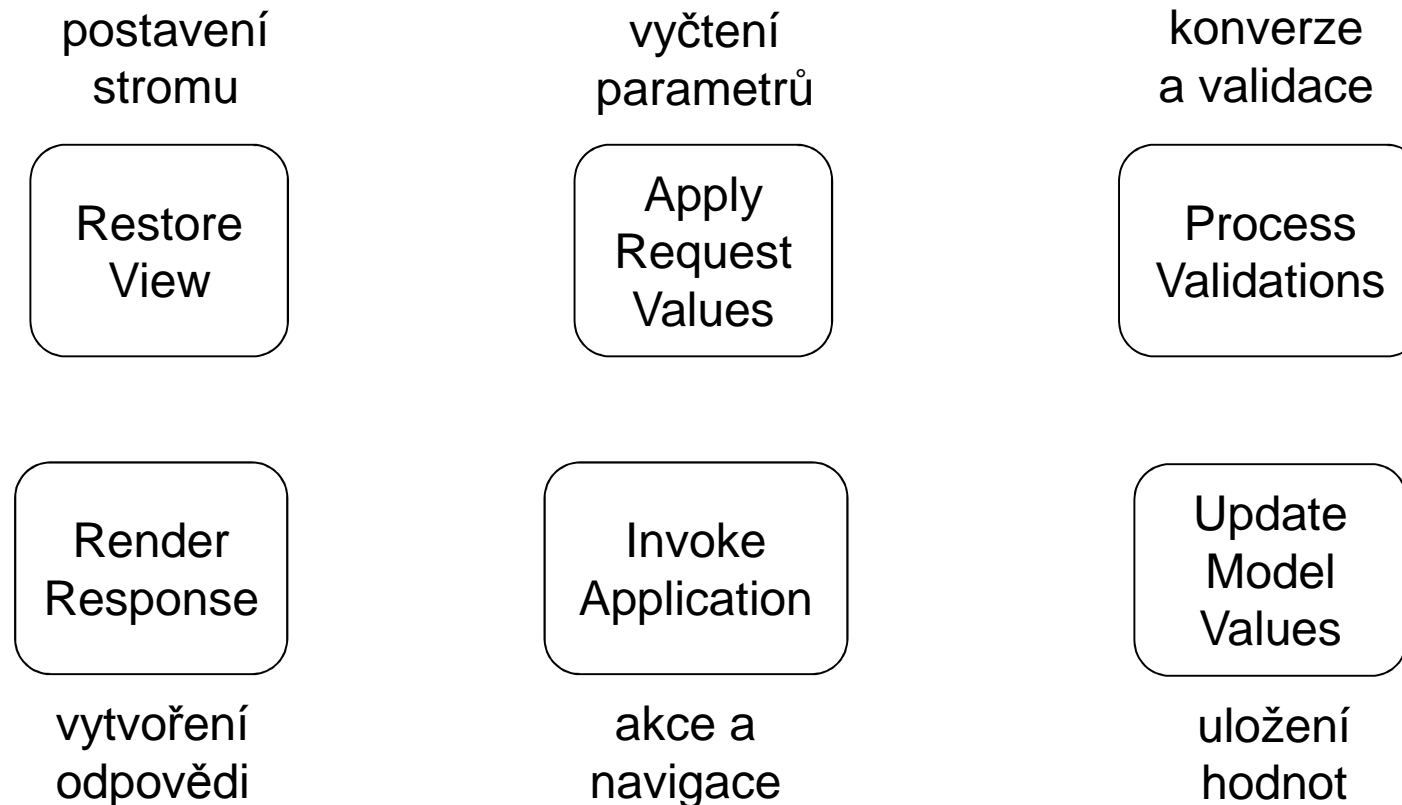 postavení
stromu
vyčtení
parametrů
konverze
a validace
Restore
View
Apply
Request
Values
Process
Validations
Render
Response
Invoke
Application
Update
Model
Values
vytvoření
odpovědi
akce a
navigace
uložení
hodnot